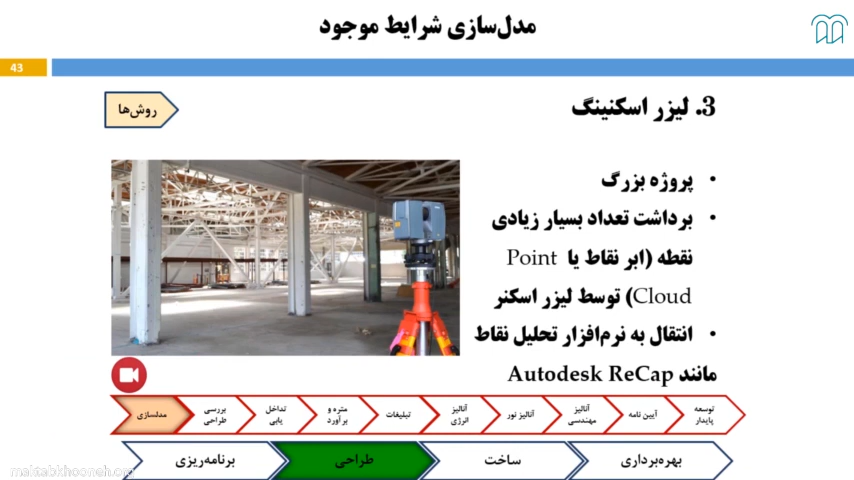 مدل‌سازی شرایط موجود
43
روش‌ها
3. لیزر اسکنینگ
• پروژه بزرگ
• برداشت تعداد بسیار زیادی
نقطه (ابر نقاط یا Point
Cloud) توسط لیزر اسکنر
• انتقال به نرم‌افزار تحلیل نقاط
مانند Autodesk ReCap
مدلسازی
بررسی
طراحی
تداخل
یابی
متره و
برآورد
تبلیغات
آنالیز
انرژی
آنالیز نور
آنالیز
مهندسی
آیین نامه
توسعه
پایدار
برنامه‌ریزی
طراحی
ساخت
بهره‌برداری
maktabkhooneh.org